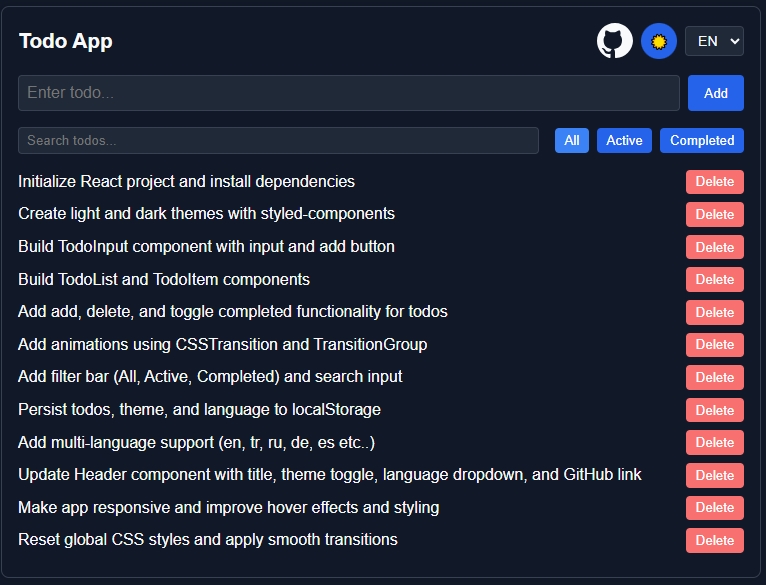 Todo App EN
Enter todo... Add
Search todos... All Active Completed
Initialize React project and install dependencies Delete
Create light and dark themes with styled-components Delete
Build TodoInput component with input and add button Delete
Build TodoList and TodoItem components Delete
Add add, delete, and toggle completed functionality for todos Delete
Add animations using CSSTransition and TransitionGroup Delete
Add filter bar (All, Active, Completed) and search input Delete
Persist todos, theme, and language to localStorage Delete
Add multi-language support (en, tr, ru, de, es etc..) Delete
Update Header component with title, theme toggle, language dropdown, and GitHub link Delete
Make app responsive and improve hover effects and styling Delete
Reset global CSS styles and apply smooth transitions Delete